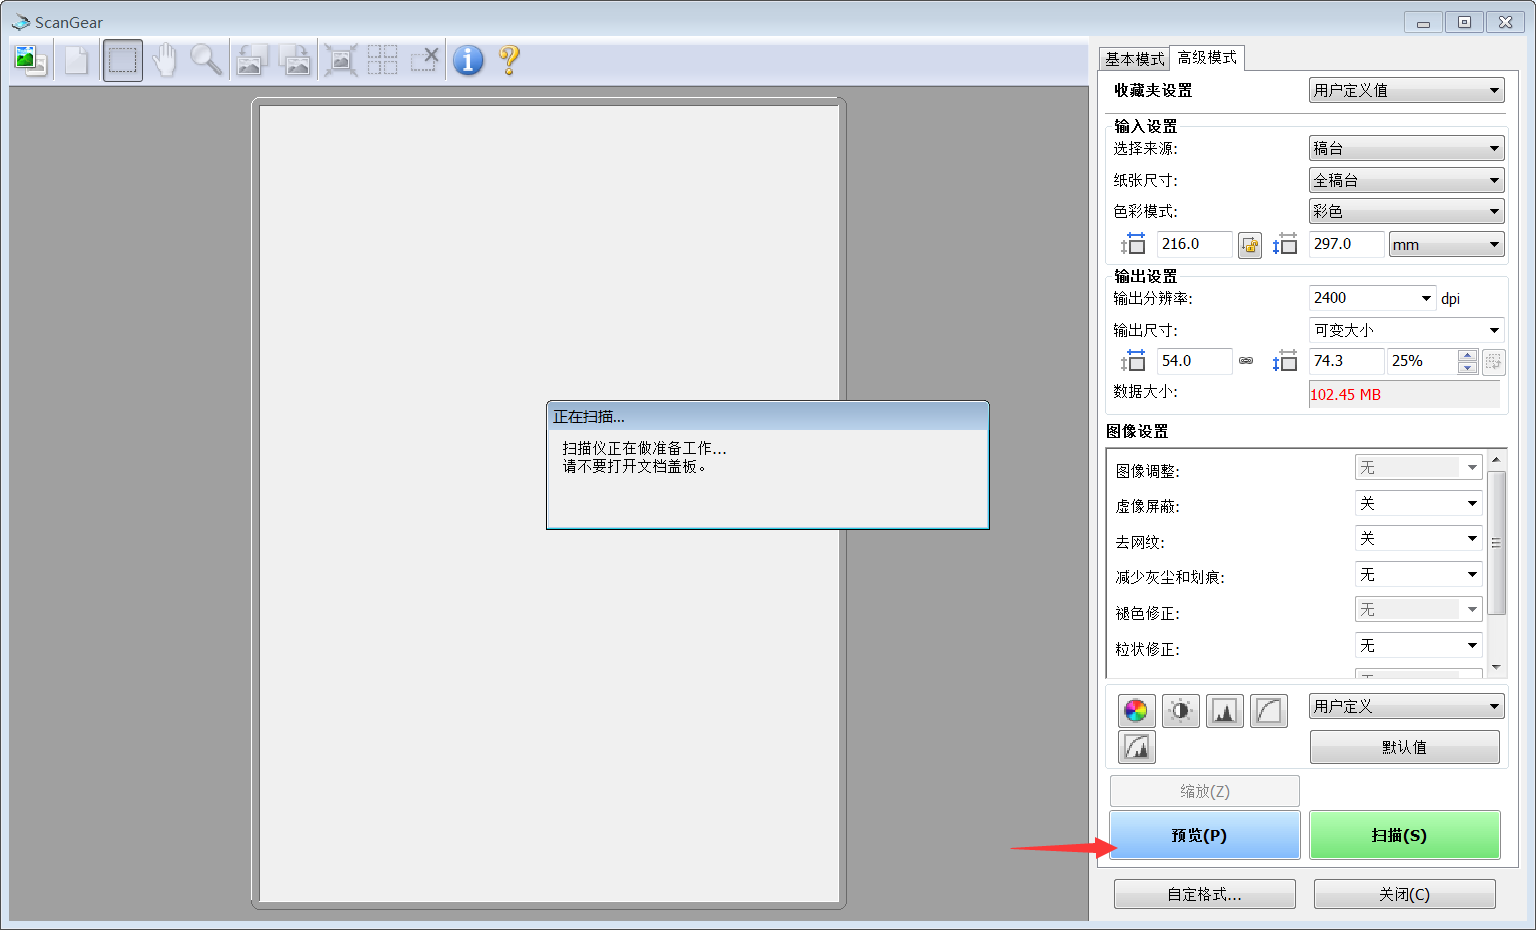 ScanGear
基本模式
高级模式
收藏夹设置
用户定义值
输入设置
选择来源:
稿台
纸张尺寸:
全稿台
色彩模式:
彩色
216.0
297.0
mm
输出设置
输出分辨率:
2400
dpi
输出尺寸:
可变大小
54.0
74.3
25%
数据大小:
102.45 MB
图像设置
图像调整:
无
虚像屏蔽:
关
去网纹:
关
减少灰尘和划痕:
无
褪色修正:
无
粒状修正:
无
用户定义
默认值
缩放(Z)
预览(P)
扫描(S)
自定格式...
关闭(C)
正在扫描...
扫描仪正在做准备工作...
请不要打开文档盖板。